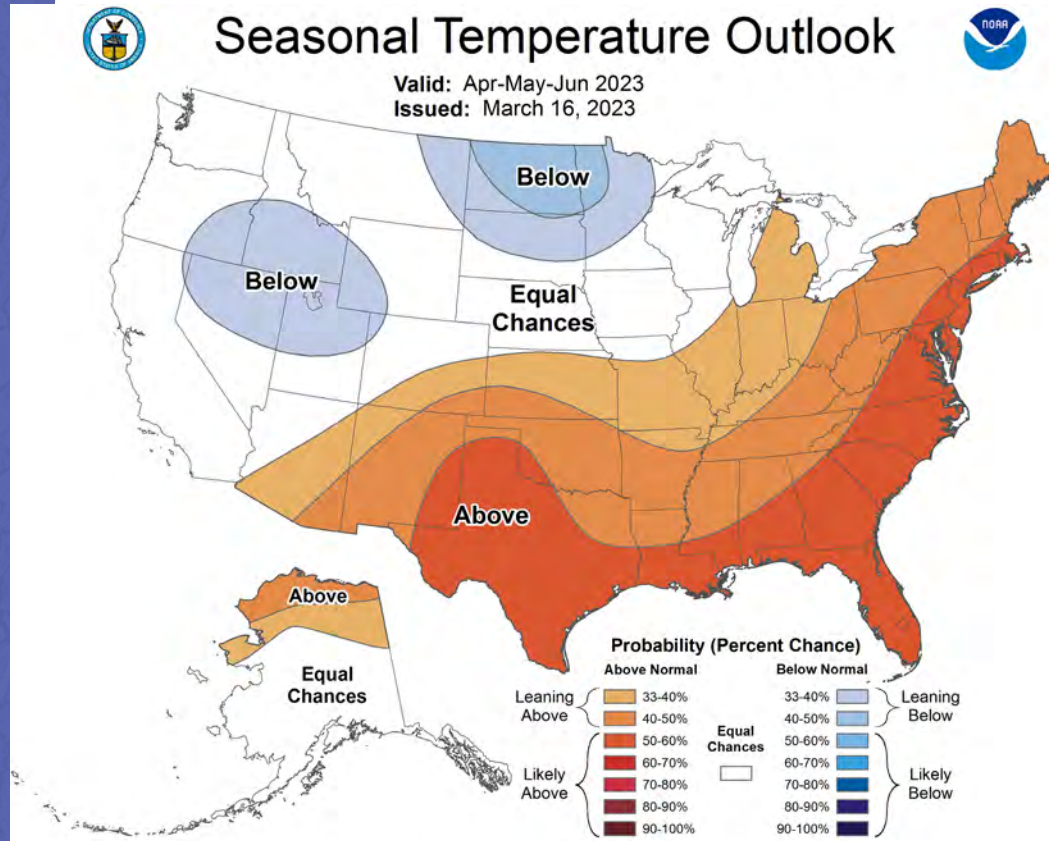 Seasonal Temperature Outlook
NOAA
Valid: Apr-May-Jun 2023
Issued: March 16, 2023
Below
Below
Equal
Chances
Above
Above
Equal
Chances
Probability (Percent Chance)
Above Normal
Below Normal
Leaning
Above
33-40%
40-50%
Likely
Above
50-60%
60-70%
70-80%
80-90%
90-100%
Equal
Chances
33-40%
40-50%
Leaning
Below
50-60%
60-70%
70-80%
80-90%
90-100%
Likely
Below